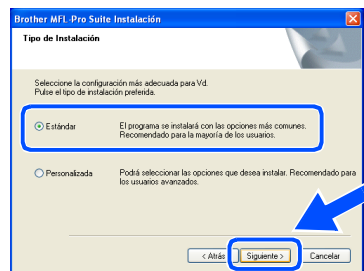 Brother MFL-Pro Suite Instalación
Tipo de Instalación
Seleccione la configuración más adecuada para Vd.
Pulse el tipo de instalación preferida.
Estándar
El programa se instalará con las opciones más comunes.
Recomendado para la mayoría de los usuarios.
Personalizada
Podrá seleccionar las opciones que desea instalar. Recomendado para
los usuarios avanzados.
< Atrás Siguiente > Cancelar